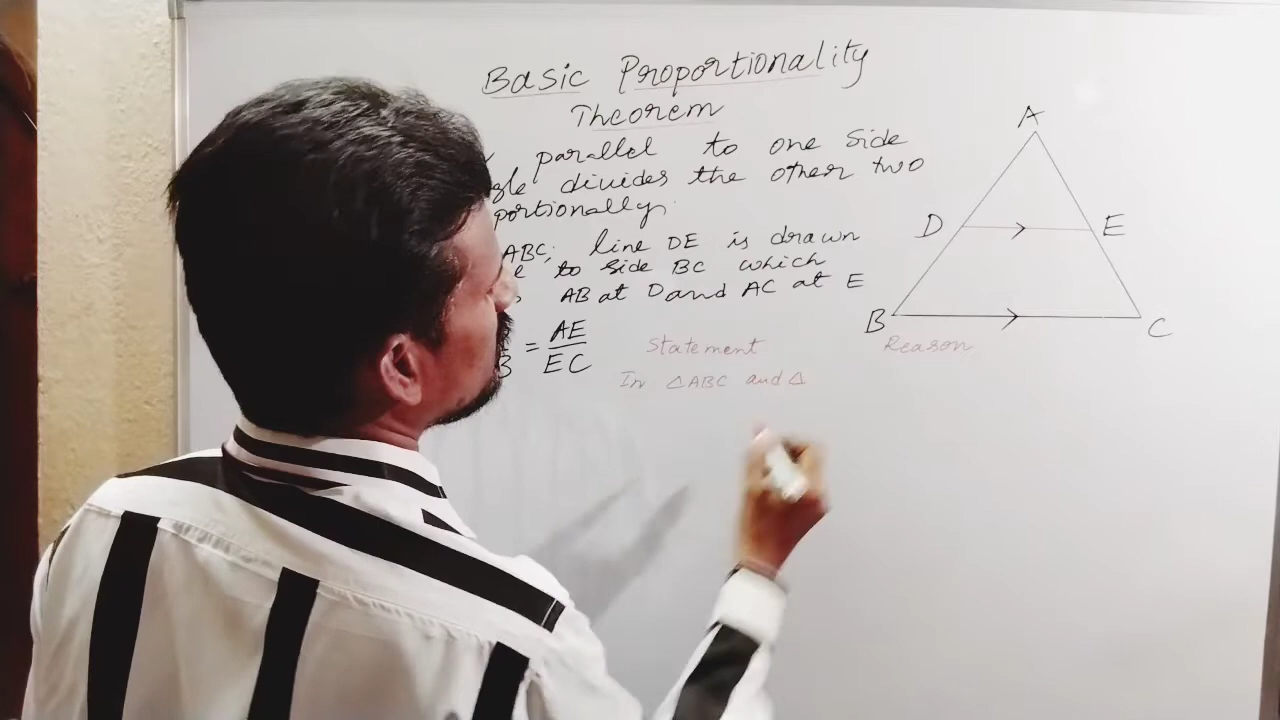 Basic Proportionality
Theorem
parallel to one side
gle divides the other two
portionally.
ABC, line DE is drawn
to side BC which
AB at D and AC at E
= AE
EC
Statement
Reason
In △ABC and △
A
D
E
B
C